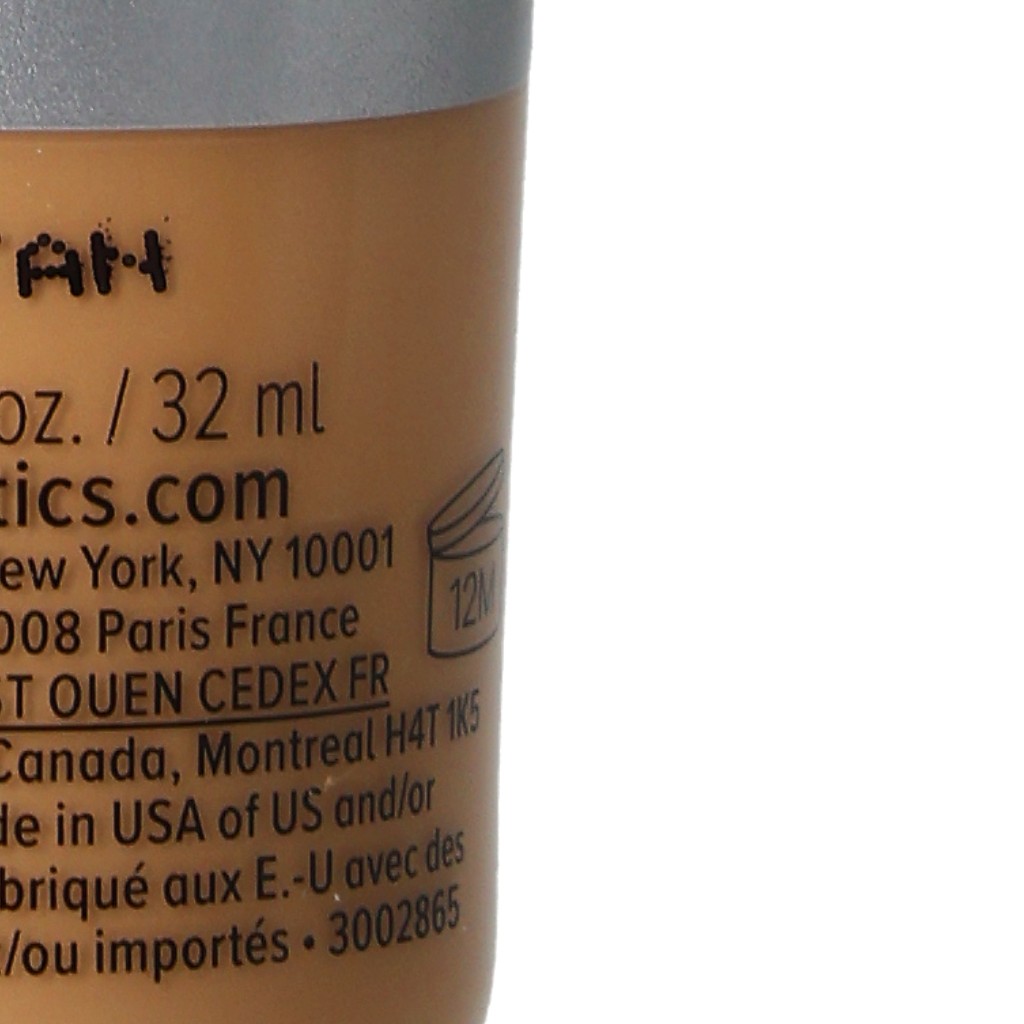 TAN
oz. / 32 ml
tics.com
ew York, NY 10001
12M
008 Paris France
ST OUEN CEDEX FR
Canada, Montreal H4T 1K5
de in USA of US and/or
briqué aux E.-U avec des
t/ou importés • 3002865